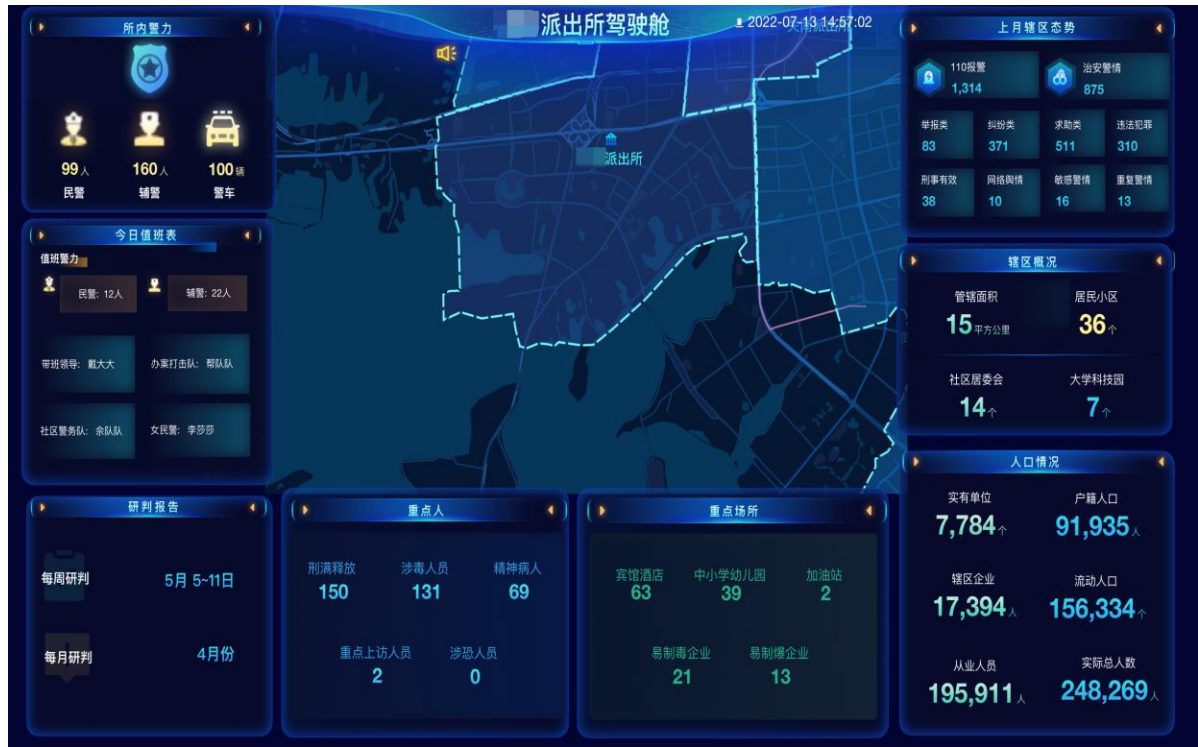 派出所驾驶舱
2022-07-13 14:57:02
派出所
所内警力
99人
160人
100辆
民警
辅警
警车
今日值班表
值班警力
民警: 12人
辅警: 22人
带班领导: 戴大大
办案打击队: 帮队队
社区警务队: 佘队队
女民警: 李莎莎
研判报告
每周研判
5月 5~11日
每月研判
4月份
重点人
刑满释放
涉毒人员
精神病人
150
131
69
重点上访人员
涉恐人员
2
0
重点场所
宾馆酒店
中小学幼儿园
加油站
63
39
2
易制毒企业
易制爆企业
21
13
上月辖区态势
110报警
1,314
治安警情
875
举报类
纠纷类
求助类
违法犯罪
83
371
511
310
刑事有效
网络舆情
敏感警情
重复警情
38
10
16
13
辖区概况
管辖面积
居民小区
15平方公里
36个
社区居委会
大学科技园
14个
7个
人口情况
实有单位
户籍人口
7,784个
91,935人
辖区企业
流动人口
17,394人
156,334个
从业人员
实际总人数
195,911人
248,269人